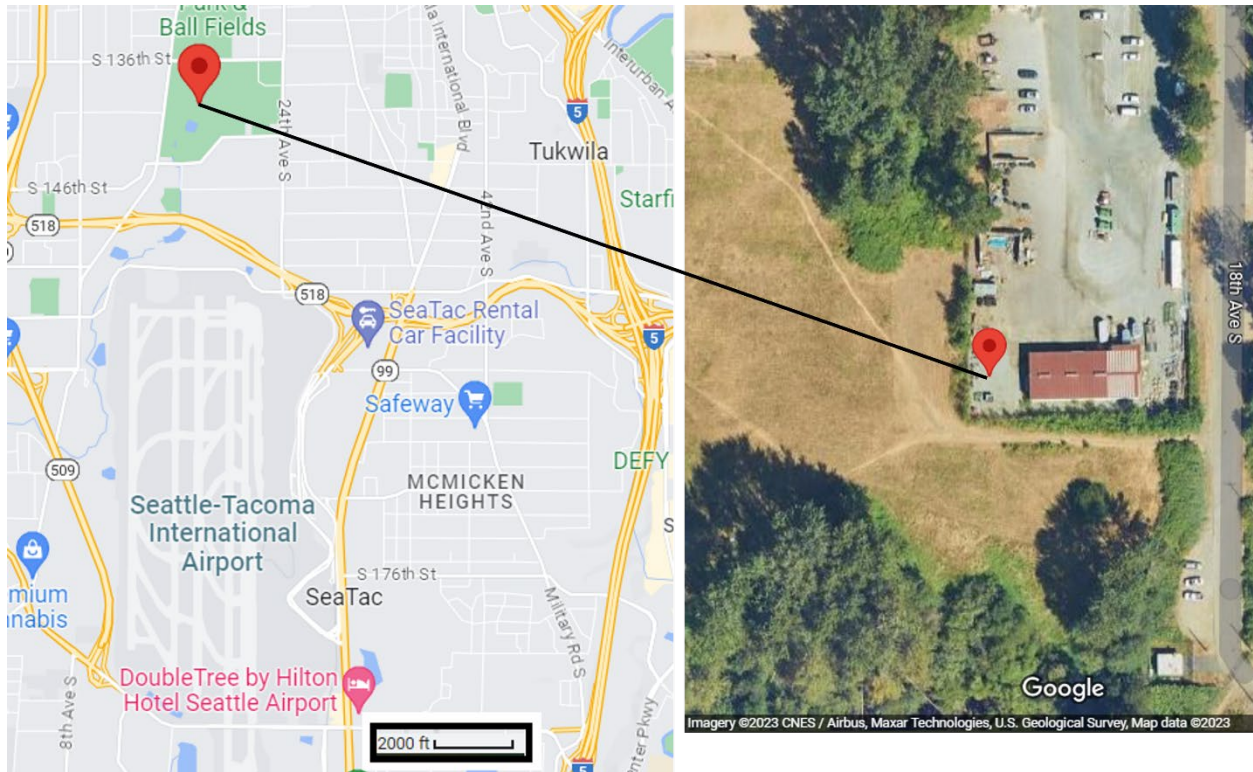 Park &
Ball Fields
S 136th St
24th Ave S
International Blvd
Interurban A
5
Tukwila
Starfi
S 146th St
518
42nd Ave S
518
SeaTac Rental
Car Facility
5
99
Safeway
DEFY
MCMICKEN
HEIGHTS
509
Seattle-Tacoma
International
Airport
S
S 176th St
SeaTac
emium
nnabis
Military Rd S
DoubleTree by Hilton
Hotel Seattle Airport
8th Ave S
2000 ft
5
nter Pkwy
18th Ave S
Google
Imagery ©2023 CNES / Airbus, Maxar Technologies, U.S. Geological Survey, Map data ©2023